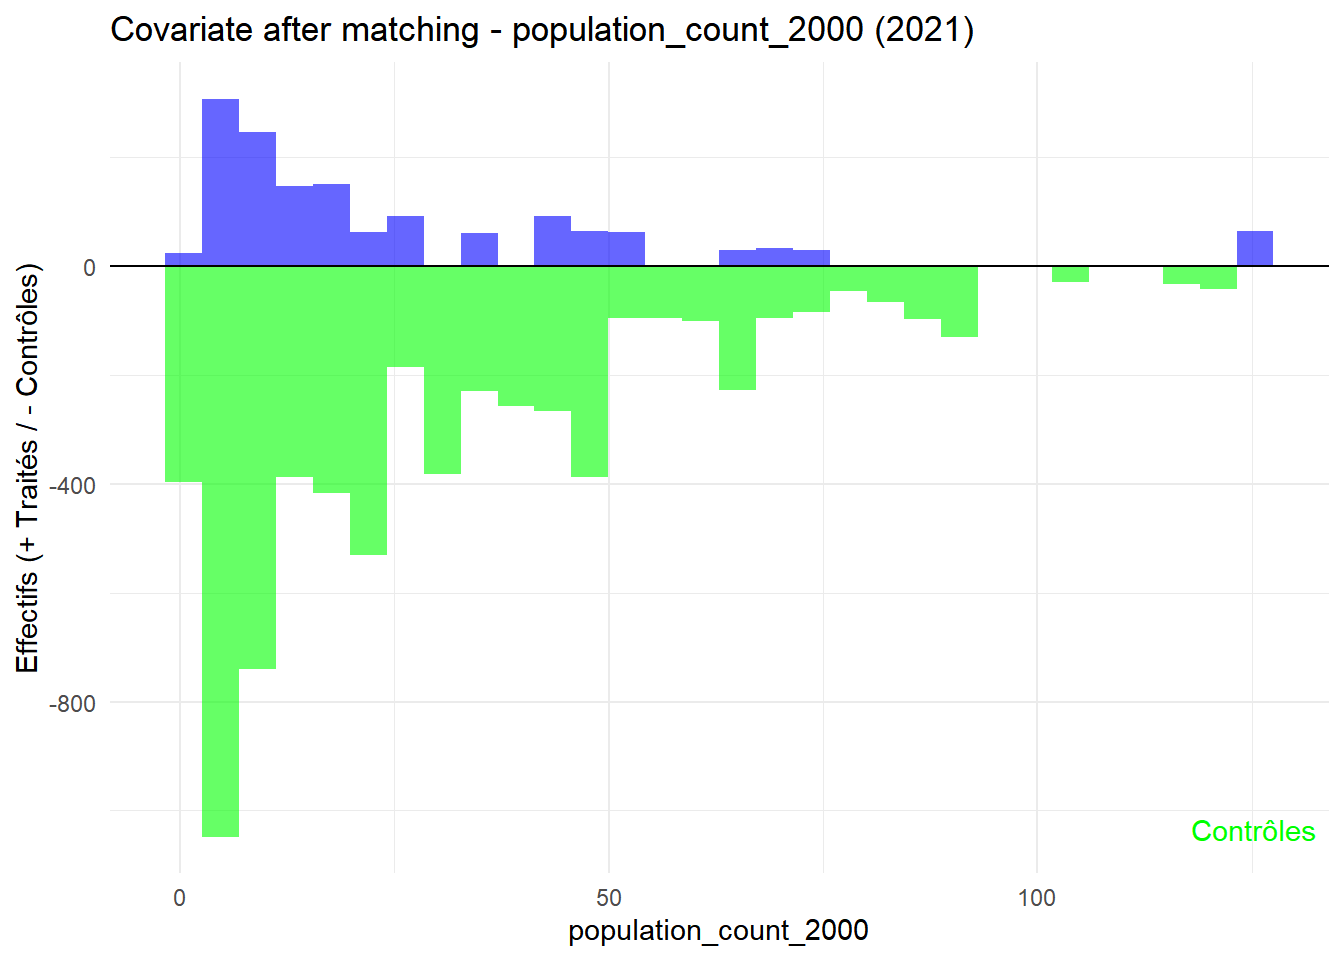 Covariate after matching - population_count_2000 (2021)
Effectifs (+ Traités / - Contrôles)
0
-400
-800
Contrôles
0
50
100
population_count_2000